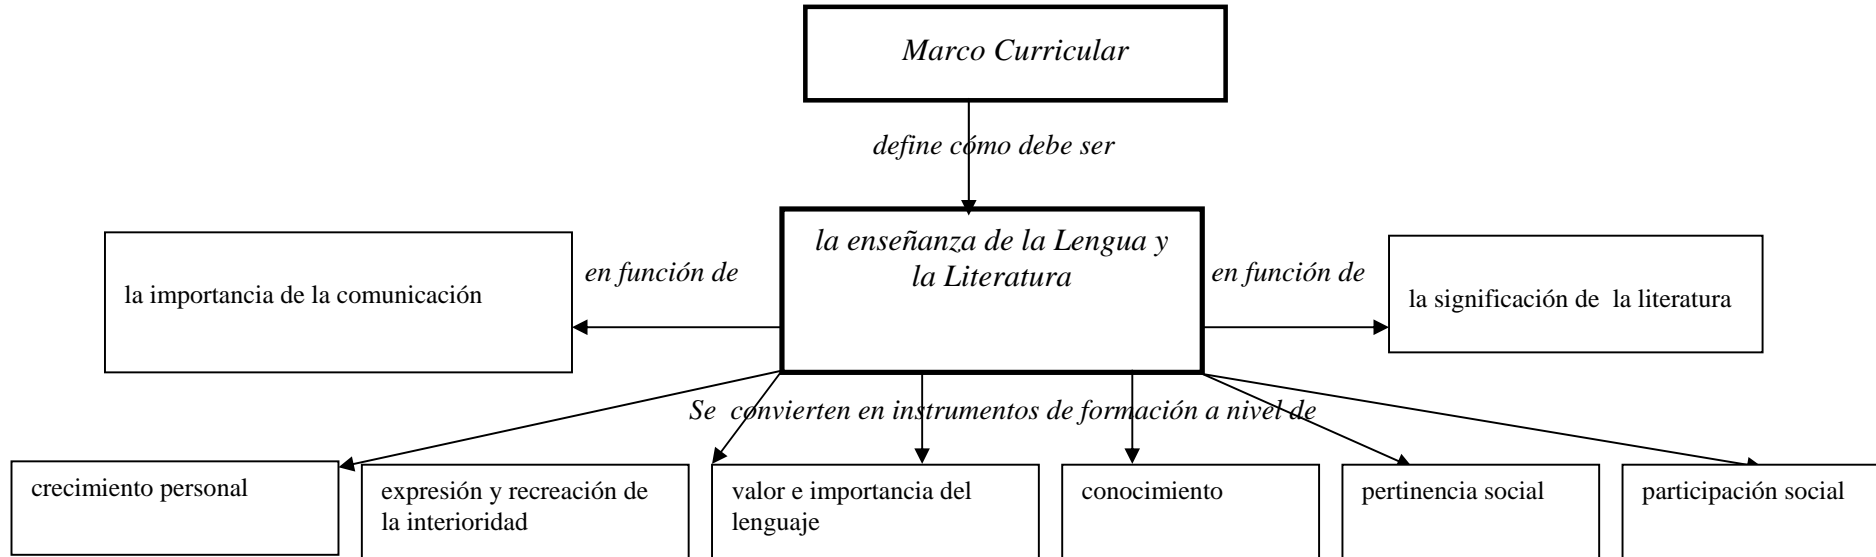 Marco Curricular
define cómo debe ser
la enseñanza de la Lengua y
la Literatura
la importancia de la comunicación
en función de
en función de
la significación de la literatura
Se convierten en instrumentos de formación a nivel de
crecimiento personal
expresión y recreación de
la interioridad
valor e importancia del
lenguaje
conocimiento
pertinencia social
participación social